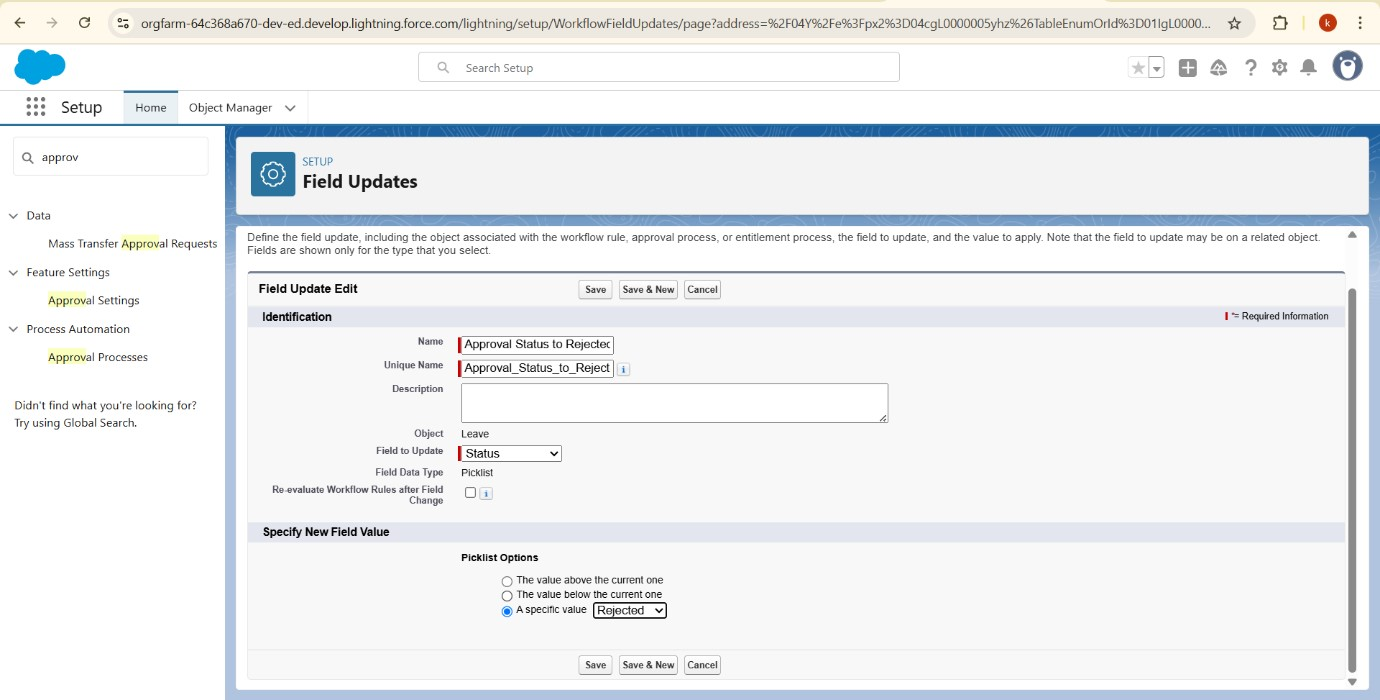 orgfarm-64c368a670-dev-ed.develop.lightning.force.com/lightning/setup/WorkflowFieldUpdates/page?address=%2F04Y%2Fe%3Fpx2%3D04cgL0000005yhz%26TableEnumOrId%3D01IgL0000...
k
Search Setup
Setup
Home
Object Manager
approv
Data
Mass Transfer Approval Requests
Feature Settings
Approval Settings
Process Automation
Approval Processes
Didn't find what you're looking for?
Try using Global Search.
SETUP
Field Updates
Define the field update, including the object associated with the workflow rule, approval process, or entitlement process, the field to update, and the value to apply. Note that the field to update may be on a related object.
Fields are shown only for the type that you select.
Field Update Edit
Save
Save & New
Cancel
Identification
= Required Information
Name
Approval Status to Rejected
Unique Name
Approval_Status_to_Reject
i
Description
Object
Leave
Field to Update
Status
Field Data Type
Picklist
Re-evaluate Workflow Rules after Field
Change
i
Specify New Field Value
Picklist Options
The value above the current one
The value below the current one
A specific value
Rejected
Save
Save & New
Cancel